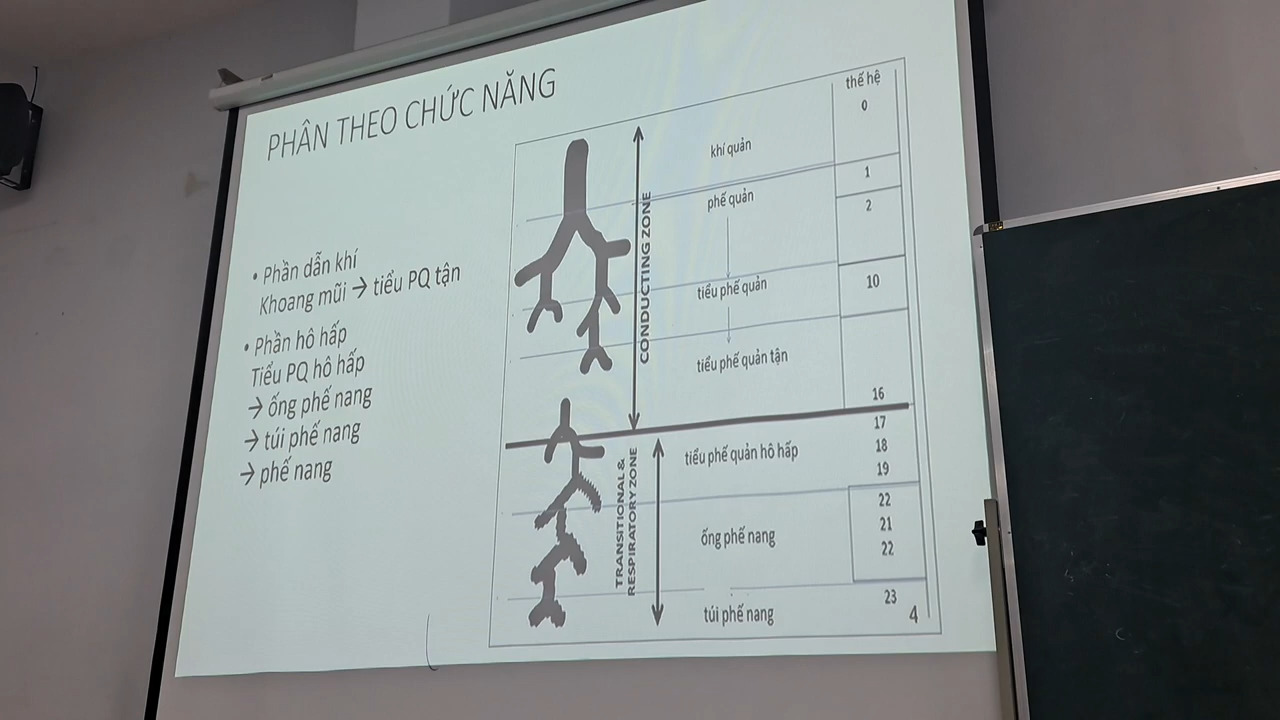 PHÂN THEO CHỨC NĂNG
• Phần dẫn khí
Khoang mũi → tiểu PQ tận
• Phần hô hấp
Tiểu PQ hô hấp
→ ống phế nang
→ túi phế nang
→ phế nang
thế hệ
khí quản
0
phế quản
1
2
tiểu phế quản
10
tiểu phế quản tận
16
CONDUCTING ZONE
tiểu phế quản hô hấp
17
18
19
ống phế nang
22
21
22
túi phế nang
23
TRANSITIONAL &
RESPIRATORY ZONE
4